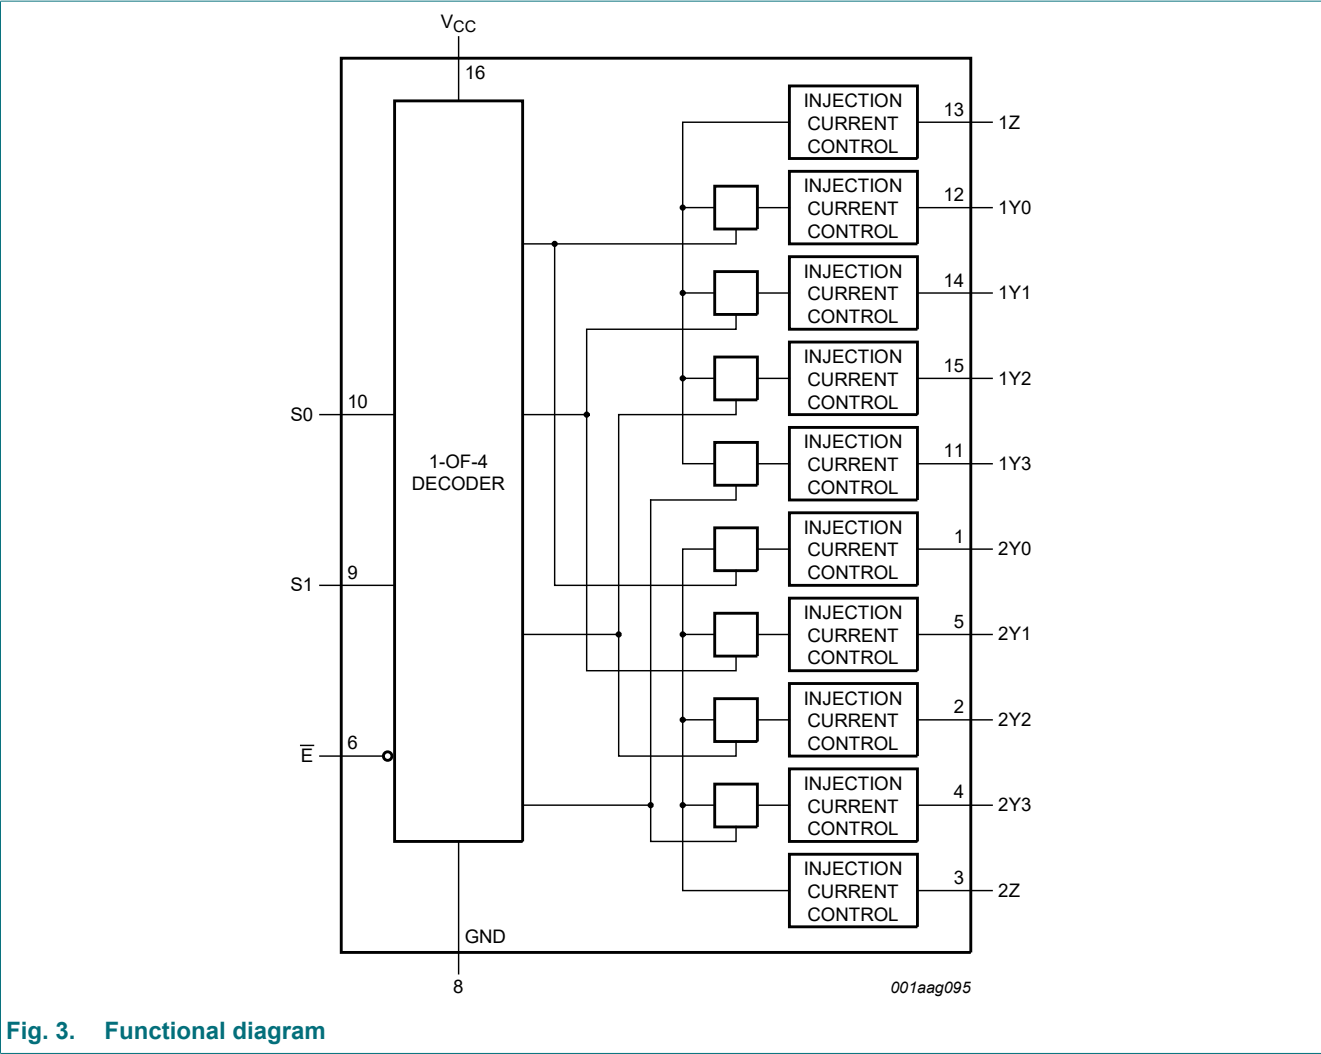 VCC
16
INJECTION
CURRENT
CONTROL
13
1Z
INJECTION
CURRENT
CONTROL
12
1Y0
INJECTION
CURRENT
CONTROL
14
1Y1
INJECTION
CURRENT
CONTROL
15
1Y2
S0
10
1-OF-4
DECODER
INJECTION
CURRENT
CONTROL
11
1Y3
INJECTION
CURRENT
CONTROL
1
2Y0
S1
9
INJECTION
CURRENT
CONTROL
5
2Y1
INJECTION
CURRENT
CONTROL
2
2Y2
E̅
6
INJECTION
CURRENT
CONTROL
4
2Y3
INJECTION
CURRENT
CONTROL
3
2Z
GND
8
001aag095
Fig. 3. Functional diagram